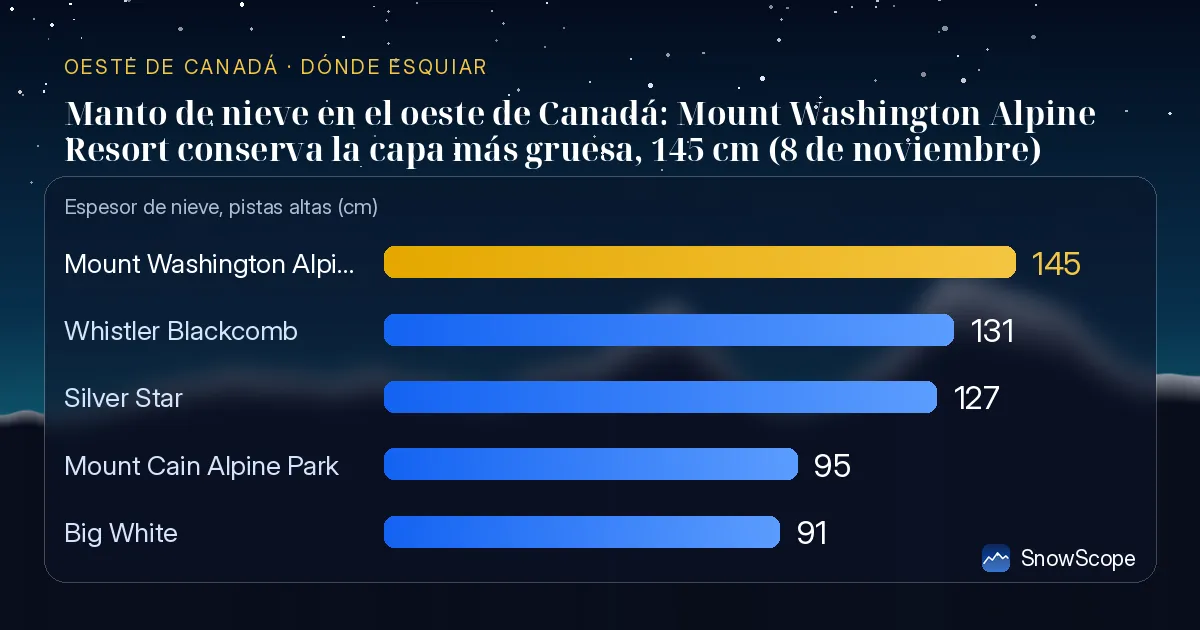 OESTE DE CANADÁ · DÓNDE ESQUIAR
Manto de nieve en el oeste de Canadá: Mount Washington Alpine
Resort conserva la capa más gruesa, 145 cm (8 de noviembre)
Espesor de nieve, pistas altas (cm)
Mount Washington Alpi... 145
Whistler Blackcomb 131
Silver Star 127
Mount Cain Alpine Park 95
Big White 91
SnowScope